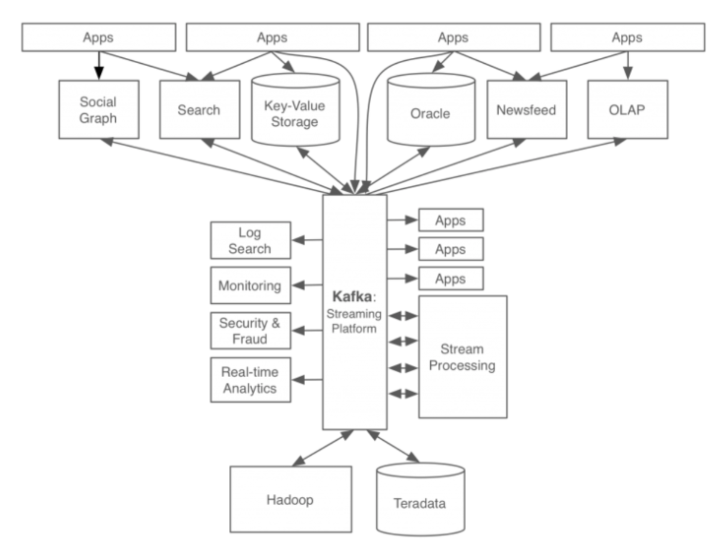 Apps
Apps
Apps
Apps
Social
Graph
Search
Key-Value
Storage
Oracle
Newsfeed
OLAP
Log
Search
Monitoring
Security &
Fraud
Real-time
Analytics
Kafka:
Streaming
Platform
Apps
Apps
Apps
Stream
Processing
Hadoop
Teradata